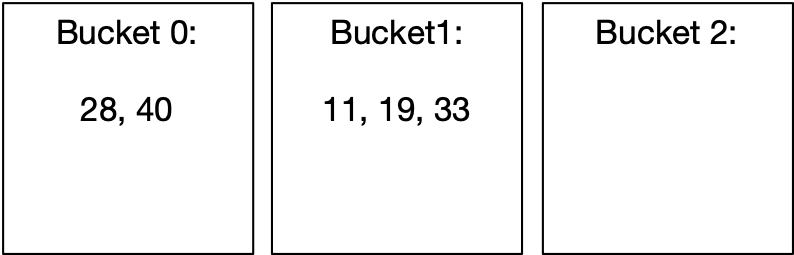 Bucket 0:
28, 40
Bucket1:
11, 19, 33
Bucket 2: